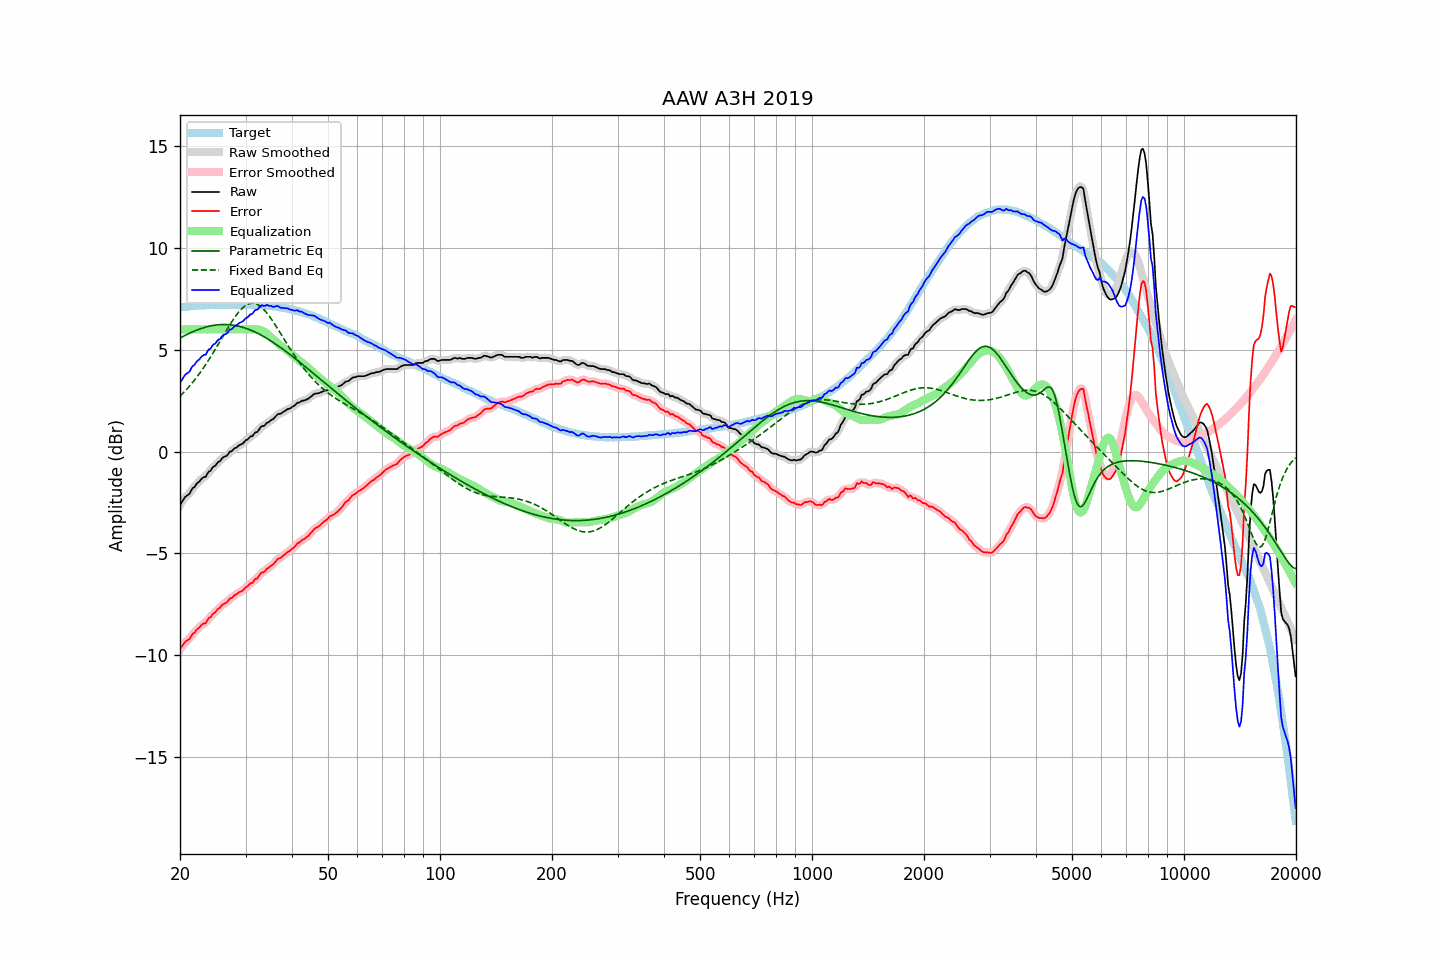 AAW A3H 2019
Target
Raw Smoothed
Error Smoothed
Raw
Error
Equalization
Parametric Eq
Fixed Band Eq
Equalized
Amplitude (dBr)
15
10
5
0
−5
−10
−15
20 50 100 200 500 1000 2000 5000 10000 20000
Frequency (Hz)